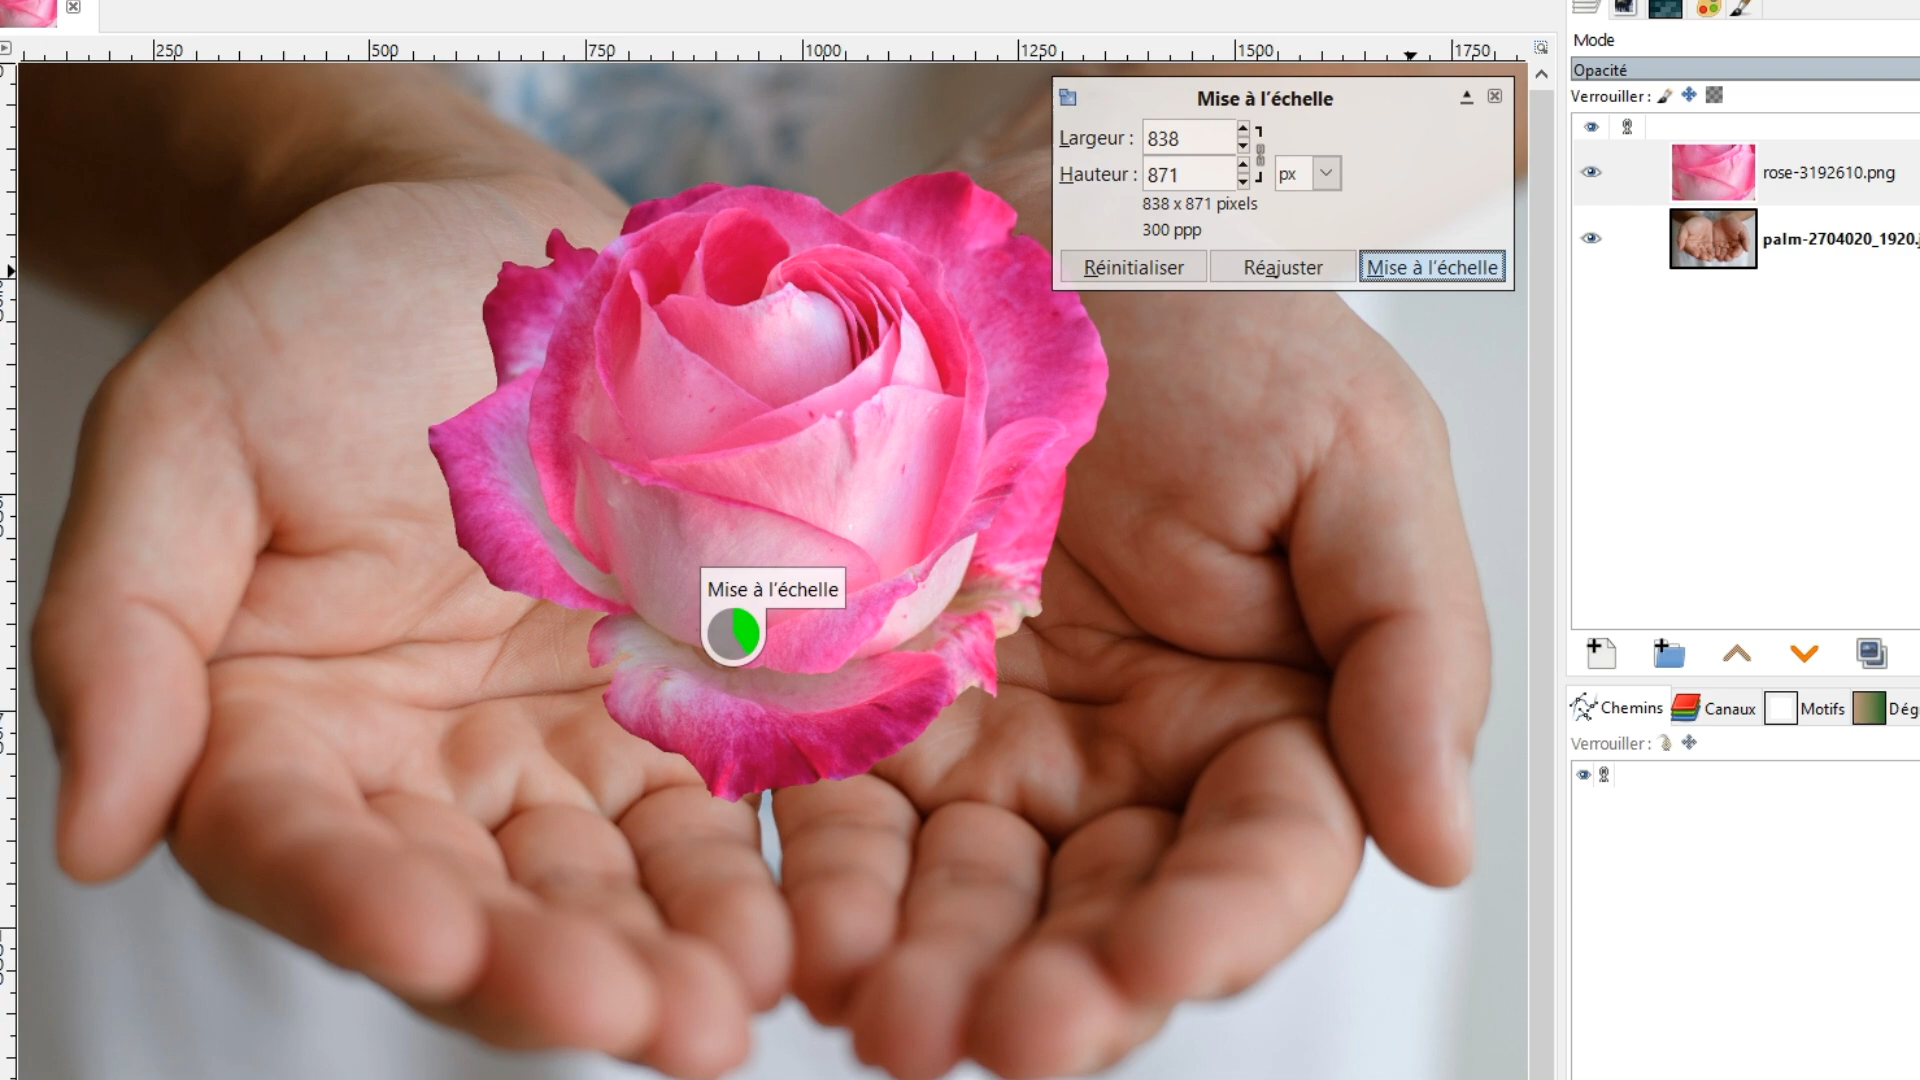 250 500 750 1000 1250 1500 1750
Mode
Opacité
Verrouiller :
Mise à l'échelle
Largeur : 838
Hauteur : 871 px
838 x 871 pixels
300 ppp
Réinitialiser Réajuster Mise à l'échelle
rose-3192610.png
palm-2704020_1920.j
Mise à l'échelle
Chemins Canaux Motifs Dég
Verrouiller :